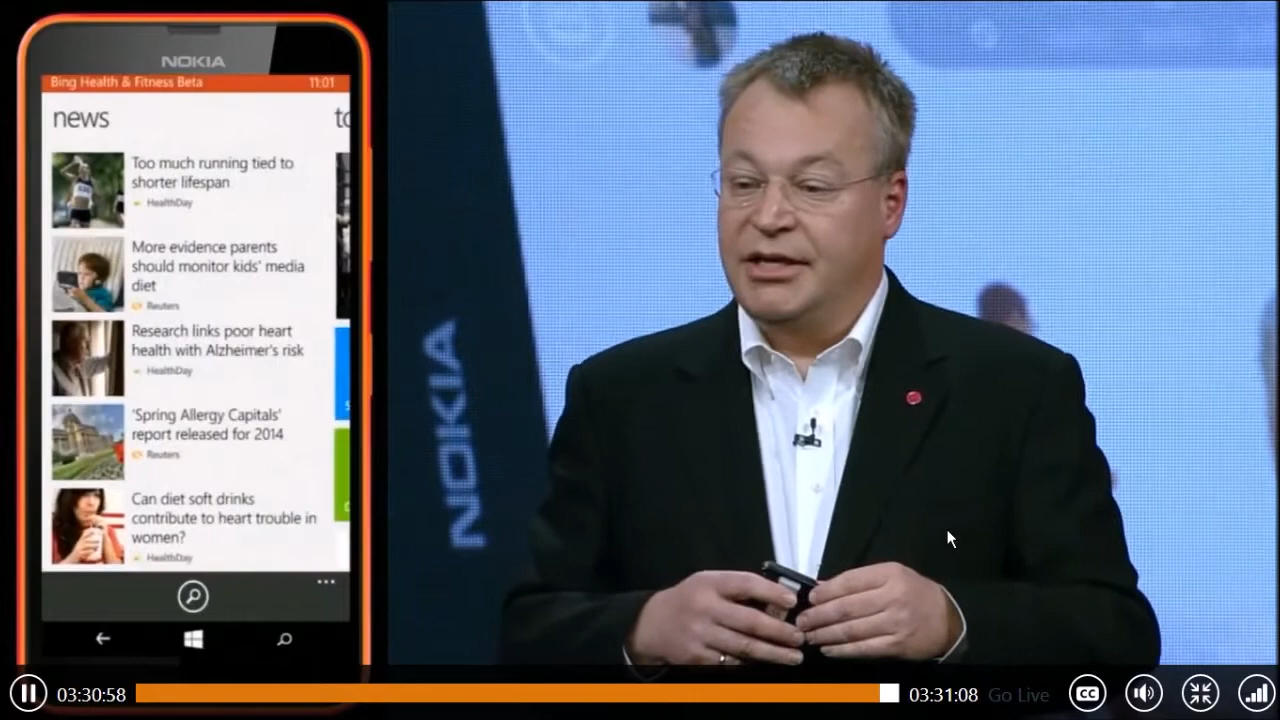 NOKIA
Bing Health & Fitness Beta 11:01
news
to
Too much running tied to
shorter lifespan
HealthDay
More evidence parents
should monitor kids' media
diet
Reuters
Research links poor heart
health with Alzheimer's risk
HealthDay
'Spring Allergy Capitals'
report released for 2014
Reuters
Can diet soft drinks
contribute to heart trouble in
women?
HealthDay
NOKIA
03:30:58
03:31:08
Go Live
CC